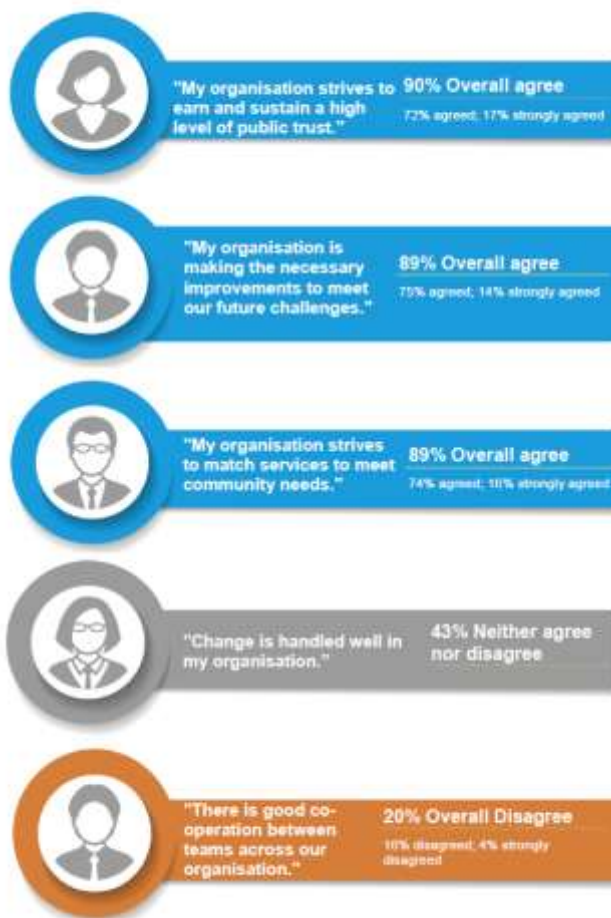 "My organisation strives to
earn and sustain a high
level of public trust."
90% Overall agree
72% agreed; 17% strongly agreed
"My organisation is
making the necessary
improvements to meet
our future challenges."
89% Overall agree
75% agreed; 14% strongly agreed
"My organisation strives
to match services to meet
community needs."
89% Overall agree
74% agreed; strongly agreed
"Change is handled well in
my organisation."
43% Neither agree
nor disagree
"There is good co-
operation between
teams across our
organisation."
20% Overall Disagree
disagreed; 4% strongly
disagreed